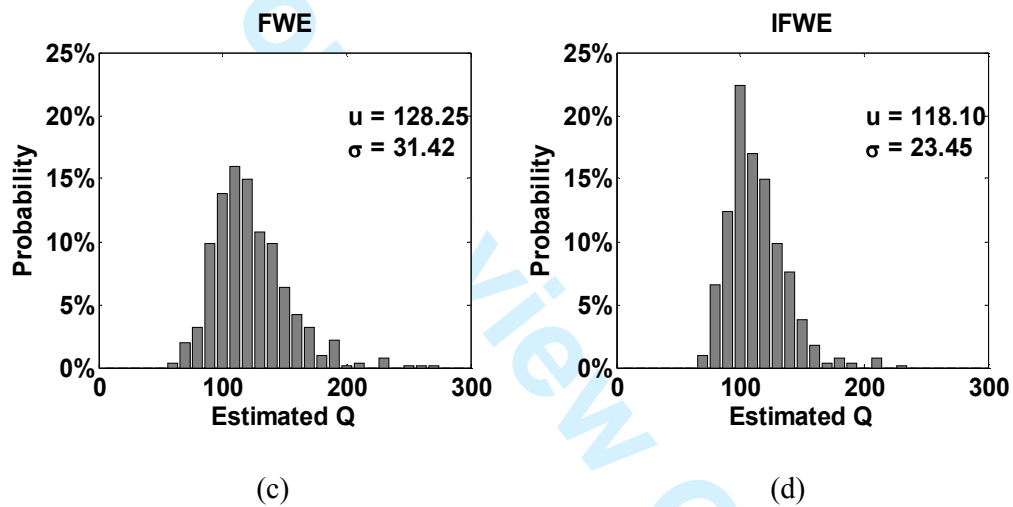 FWE
25%
20%
15%
10%
5%
0%
Probability
u = 128.25
σ = 31.42
0
100
200
300
Estimated Q
(c)
IFWE
25%
20%
15%
10%
5%
0%
Probability
u = 118.10
σ = 23.45
0
100
200
300
Estimated Q
(d)
view